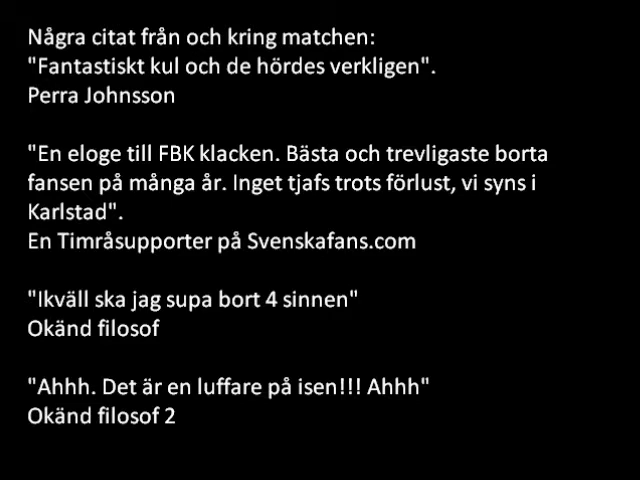 Några citat från och kring matchen:
"Fantastiskt kul och de hördes verkligen".
Perra Johnsson
"En eloge till FBK klacken. Bästa och trevligaste borta
fansen på många år. Inget tjafs trots förlust, vi syns i
Karlstad".
En Timråsupporter på Svenskafans.com
"Ikväll ska jag supa bort 4 sinnen"
Okänd filosof
"Ahhh. Det är en luffare på isen!!! Ahhh"
Okänd filosof 2